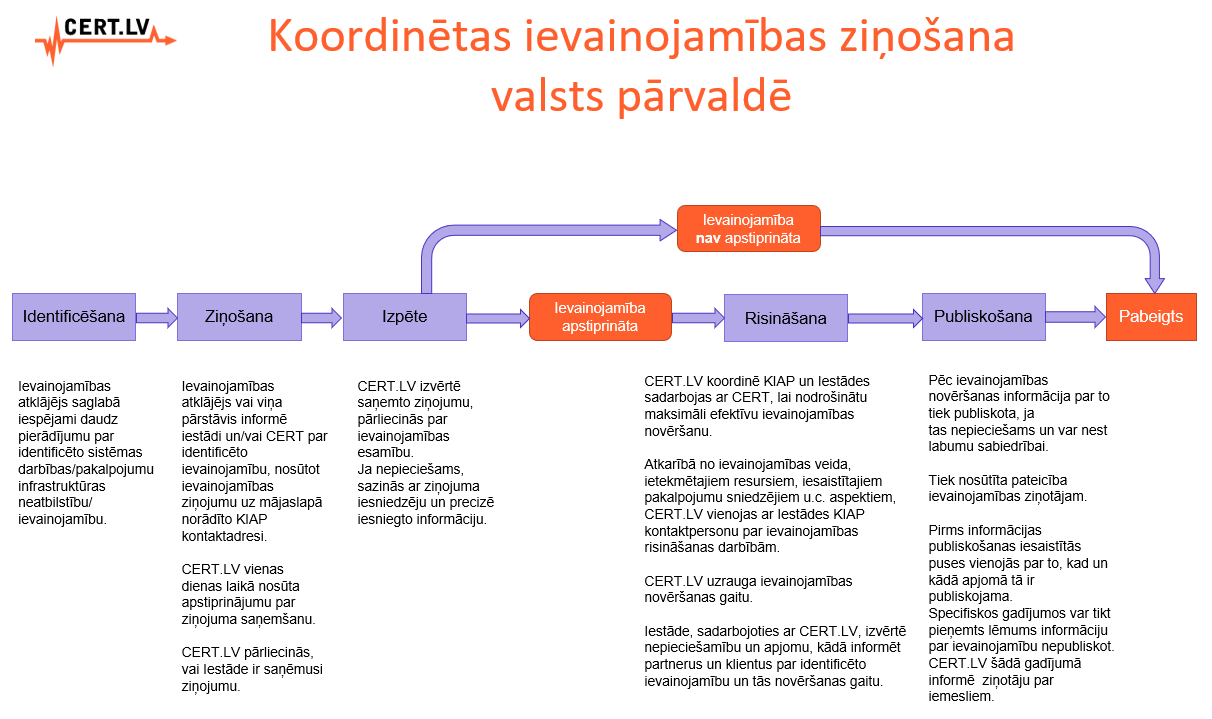 CERT.LV
Koordinētas ievainojamības ziņošana
valsts pārvaldē
Ievainojamība
nav apstiprināta
Identificēšana
Ziņošana
Izpēte
Ievainojamība
apstiprināta
Risināšana
Publiskošana
Pabeigts
Ievainojamības
atklājējs saglabā
iespējami daudz
pierādījumu par
identificēto sistēmas
darbības/pakalpojumu
infrastruktūras
neatbilstību/
ievainojamību.
Ievainojamības
atklājējs vai viņa
pārstāvis informē
iestādi un/vai CERT par
identificēto
ievainojamību, nosūtot
ievainojamības
ziņojumu uz mājaslapā
norādīto KIAP
kontaktadresi.
CERT.LV vienas
dienas laikā nosūta
apstiprinājumu par
ziņojuma saņemšanu.
CERT.LV pārliecinās,
vai Iestāde ir saņēmusi
ziņojumu.
CERT.LV izvērtē
saņemto ziņojumu,
pārliecinās par
ievainojamības
esamību.
Ja nepieciešams,
sazinās ar ziņojuma
iesniedzēju un precizē
iesniegto informāciju.
CERT.LV koordinē KIAP un Iestādes
sadarbojas ar CERT, lai nodrošinātu
maksimāli efektīvu ievainojamības
novēršanu.
Atkarībā no ievainojamības veida,
ietekmētajiem resursiem, iesaistītajiem
pakalpojumu sniedzējiem u.c. aspektiem,
CERT.LV vienojas ar Iestādes KIAP
kontaktpersonu par ievainojamības
risināšanas darbībām.
CERT.LV uzrauga ievainojamības
novēršanas gaitu.
Iestāde, sadarbojoties ar CERT.LV, izvērtē
nepieciešamību un apjomu, kādā informēt
partnerus un klientus par identificēto
ievainojamību un tās novēršanas gaitu.
Pēc ievainojamības
novēršanas informācija par to
tiek publiskota, ja
tas nepieciešams un var nest
labumu sabiedrībai.
Tiek nosūtīta pateicība
ievainojamības ziņotājam.
Pirms informācijas
publiskošanas iesaistītās
puses vienojās par to, kad un
kādā apjomā tā ir
publiskojama.
Specifiskos gadījumos var tikt
pieņemts lēmums informāciju
par ievainojamību nepubliskot.
CERT.LV šādā gadījumā
informē ziņotāju par
iemesliem.